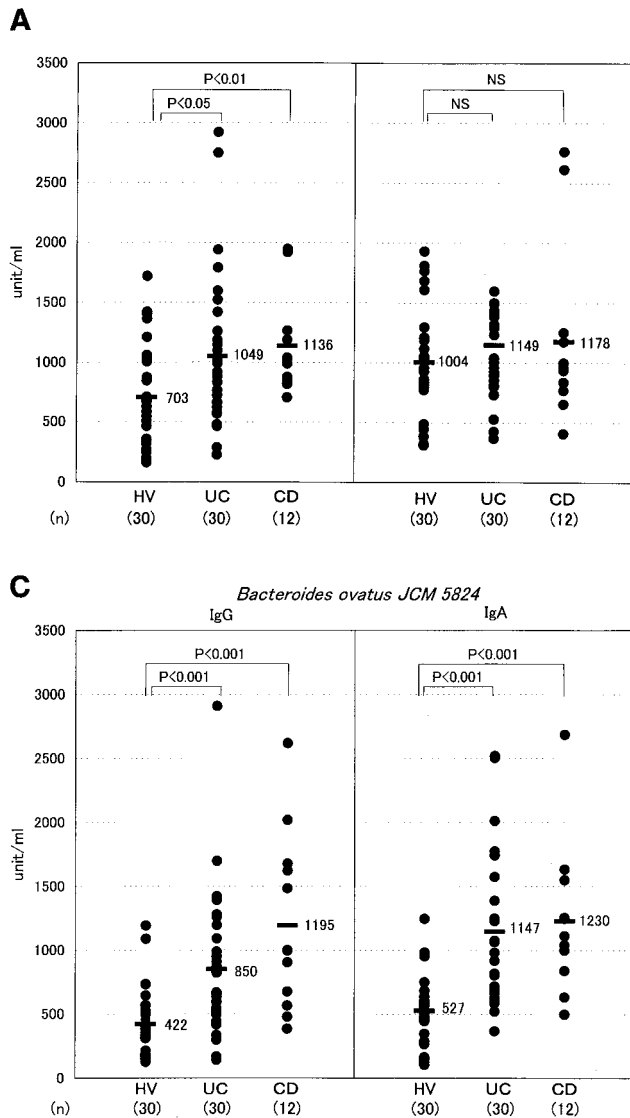 A
3500
3000
2500
2000
1500
1000
500
0
unit/ml
P<0.01
P<0.05
NS
NS
703
1049
1136
1004
1149
1178
HV UC CD HV UC CD
(n) (30) (30) (12) (30) (30) (12)
C
Bacteroides ovatus JCM 5824
IgG IgA
3500
3000
2500
2000
1500
1000
500
0
unit/ml
P<0.001
P<0.001
P<0.001
P<0.001
422
850
1195
527
1147
1230
HV UC CD HV UC CD
(n) (30) (30) (12) (30) (30) (12)